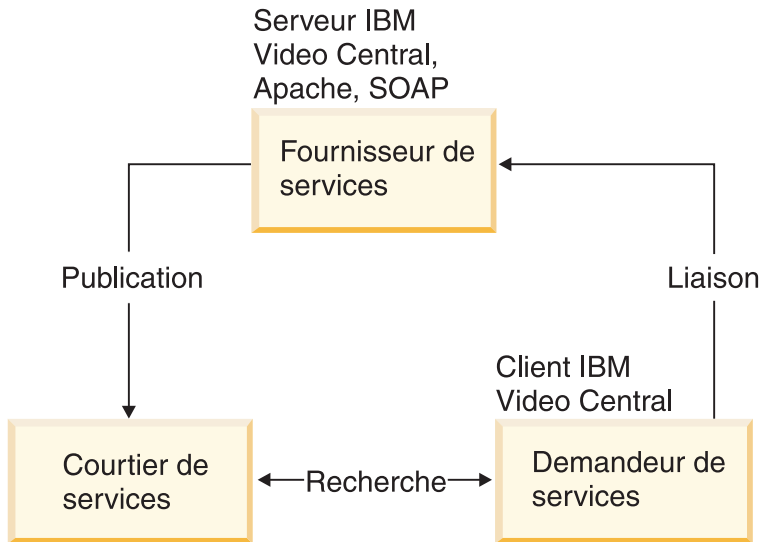 Serveur IBM
Video Central,
Apache, SOAP
Fournisseur de
services
Publication
Liaison
Client IBM
Video Central
Courtier de
services
Recherche
Demandeur de
services